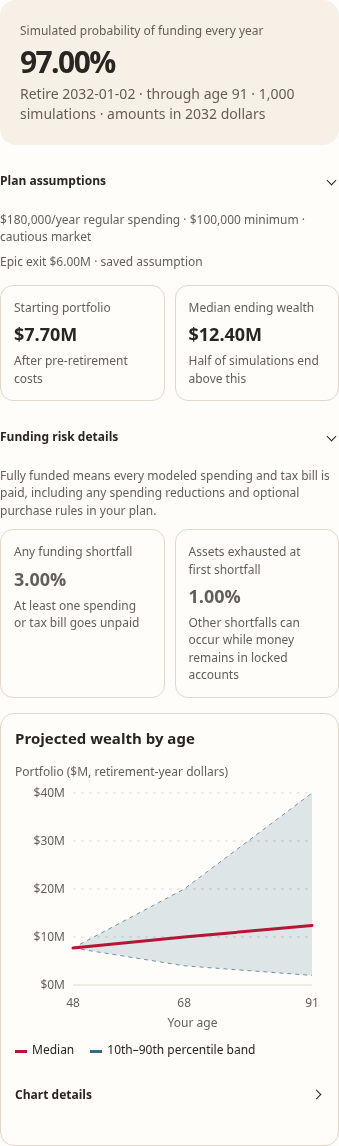 Simulated probability of funding every year
97.00%
Retire 2032-01-02 · through age 91 · 1,000
simulations · amounts in 2032 dollars
Plan assumptions
$180,000/year regular spending · $100,000 minimum ·
cautious market
Epic exit $6.00M · saved assumption
Starting portfolio
$7.70M
After pre-retirement
costs
Median ending wealth
$12.40M
Half of simulations end
above this
Funding risk details
Fully funded means every modeled spending and tax bill is
paid, including any spending reductions and optional
purchase rules in your plan.
Any funding shortfall
3.00%
At least one spending
or tax bill goes unpaid
Assets exhausted at
first shortfall
1.00%
Other shortfalls can
occur while money
remains in locked
accounts
Projected wealth by age
Portfolio ($M, retirement-year dollars)
$40M
$30M
$20M
$10M
$0M
48 68 91
Your age
Median 10th–90th percentile band
Chart details